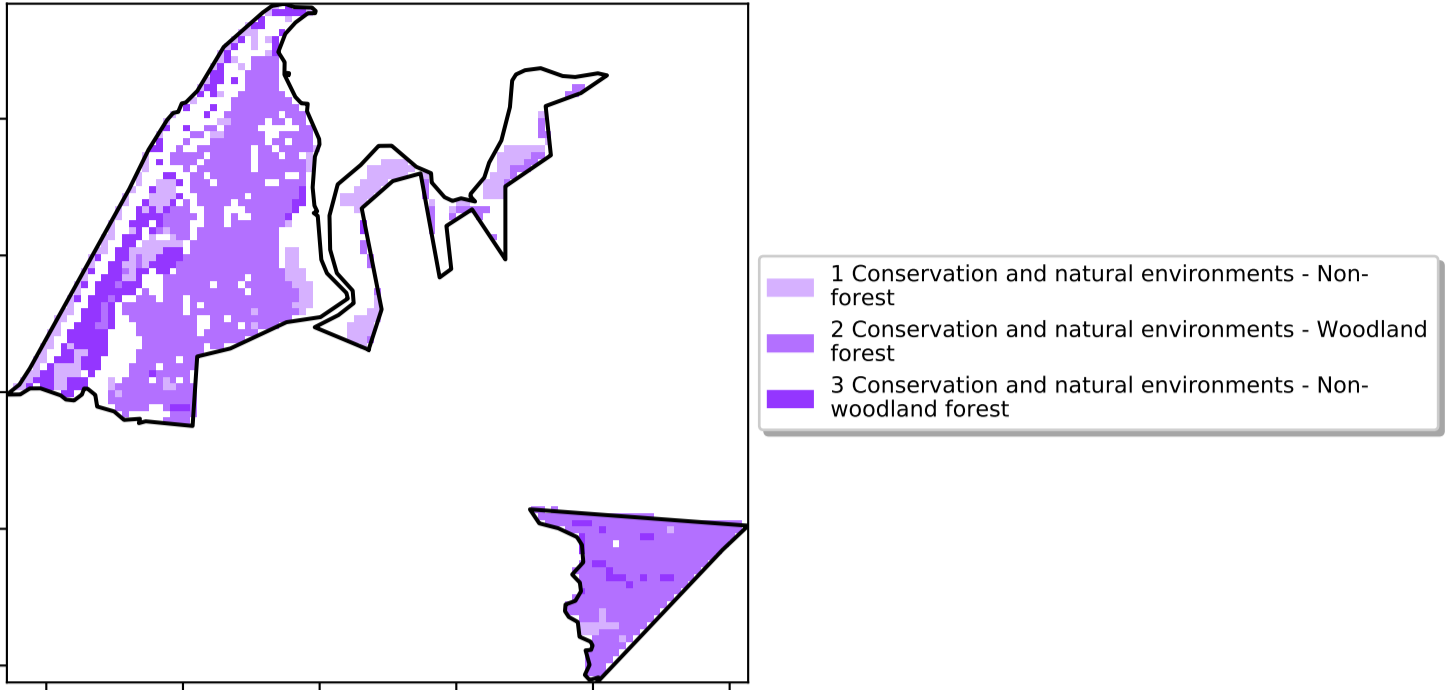 1 Conservation and natural environments - Non-
forest
2 Conservation and natural environments - Woodland
forest
3 Conservation and natural environments - Non-
woodland forest